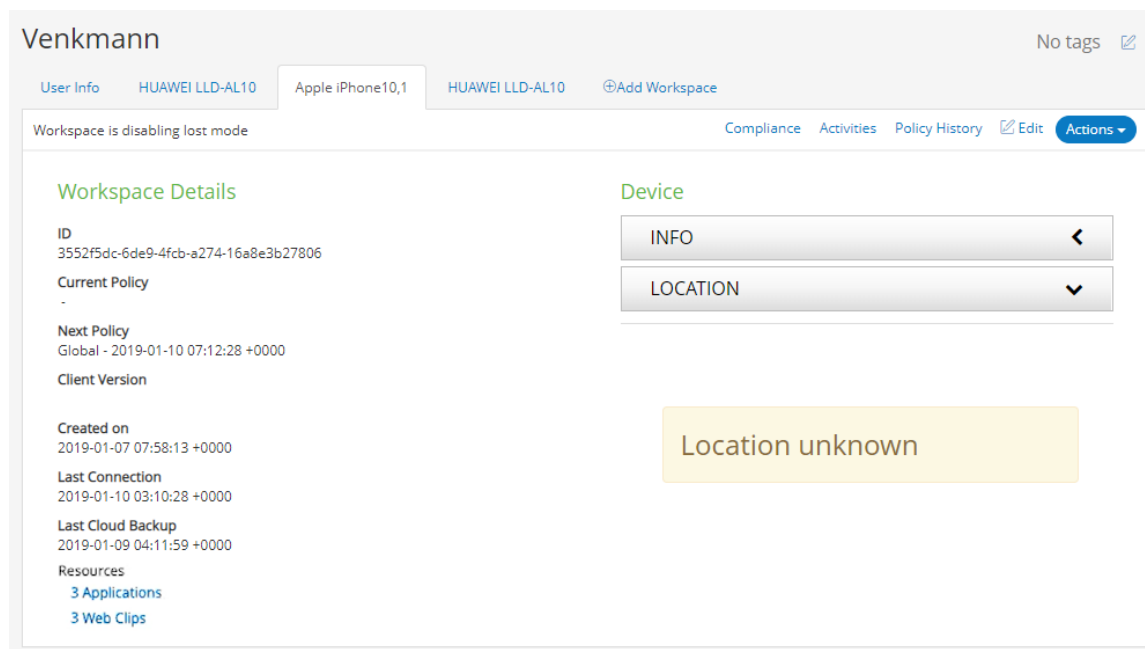 Venkmann
No tags
User Info HUAWEI LLD-AL10 Apple iPhone10,1 HUAWEI LLD-AL10 Add Workspace
Workspace is disabling lost mode Compliance Activities Policy History Edit Actions
Workspace Details
ID
3552f5dc-6de9-4fcb-a274-16a8e3b27806
Current Policy
-
Next Policy
Global - 2019-01-10 07:12:28 +0000
Client Version
Created on
2019-01-07 07:58:13 +0000
Last Connection
2019-01-10 03:10:28 +0000
Last Cloud Backup
2019-01-09 04:11:59 +0000
Resources
3 Applications
3 Web Clips
Device
INFO
LOCATION
Location unknown